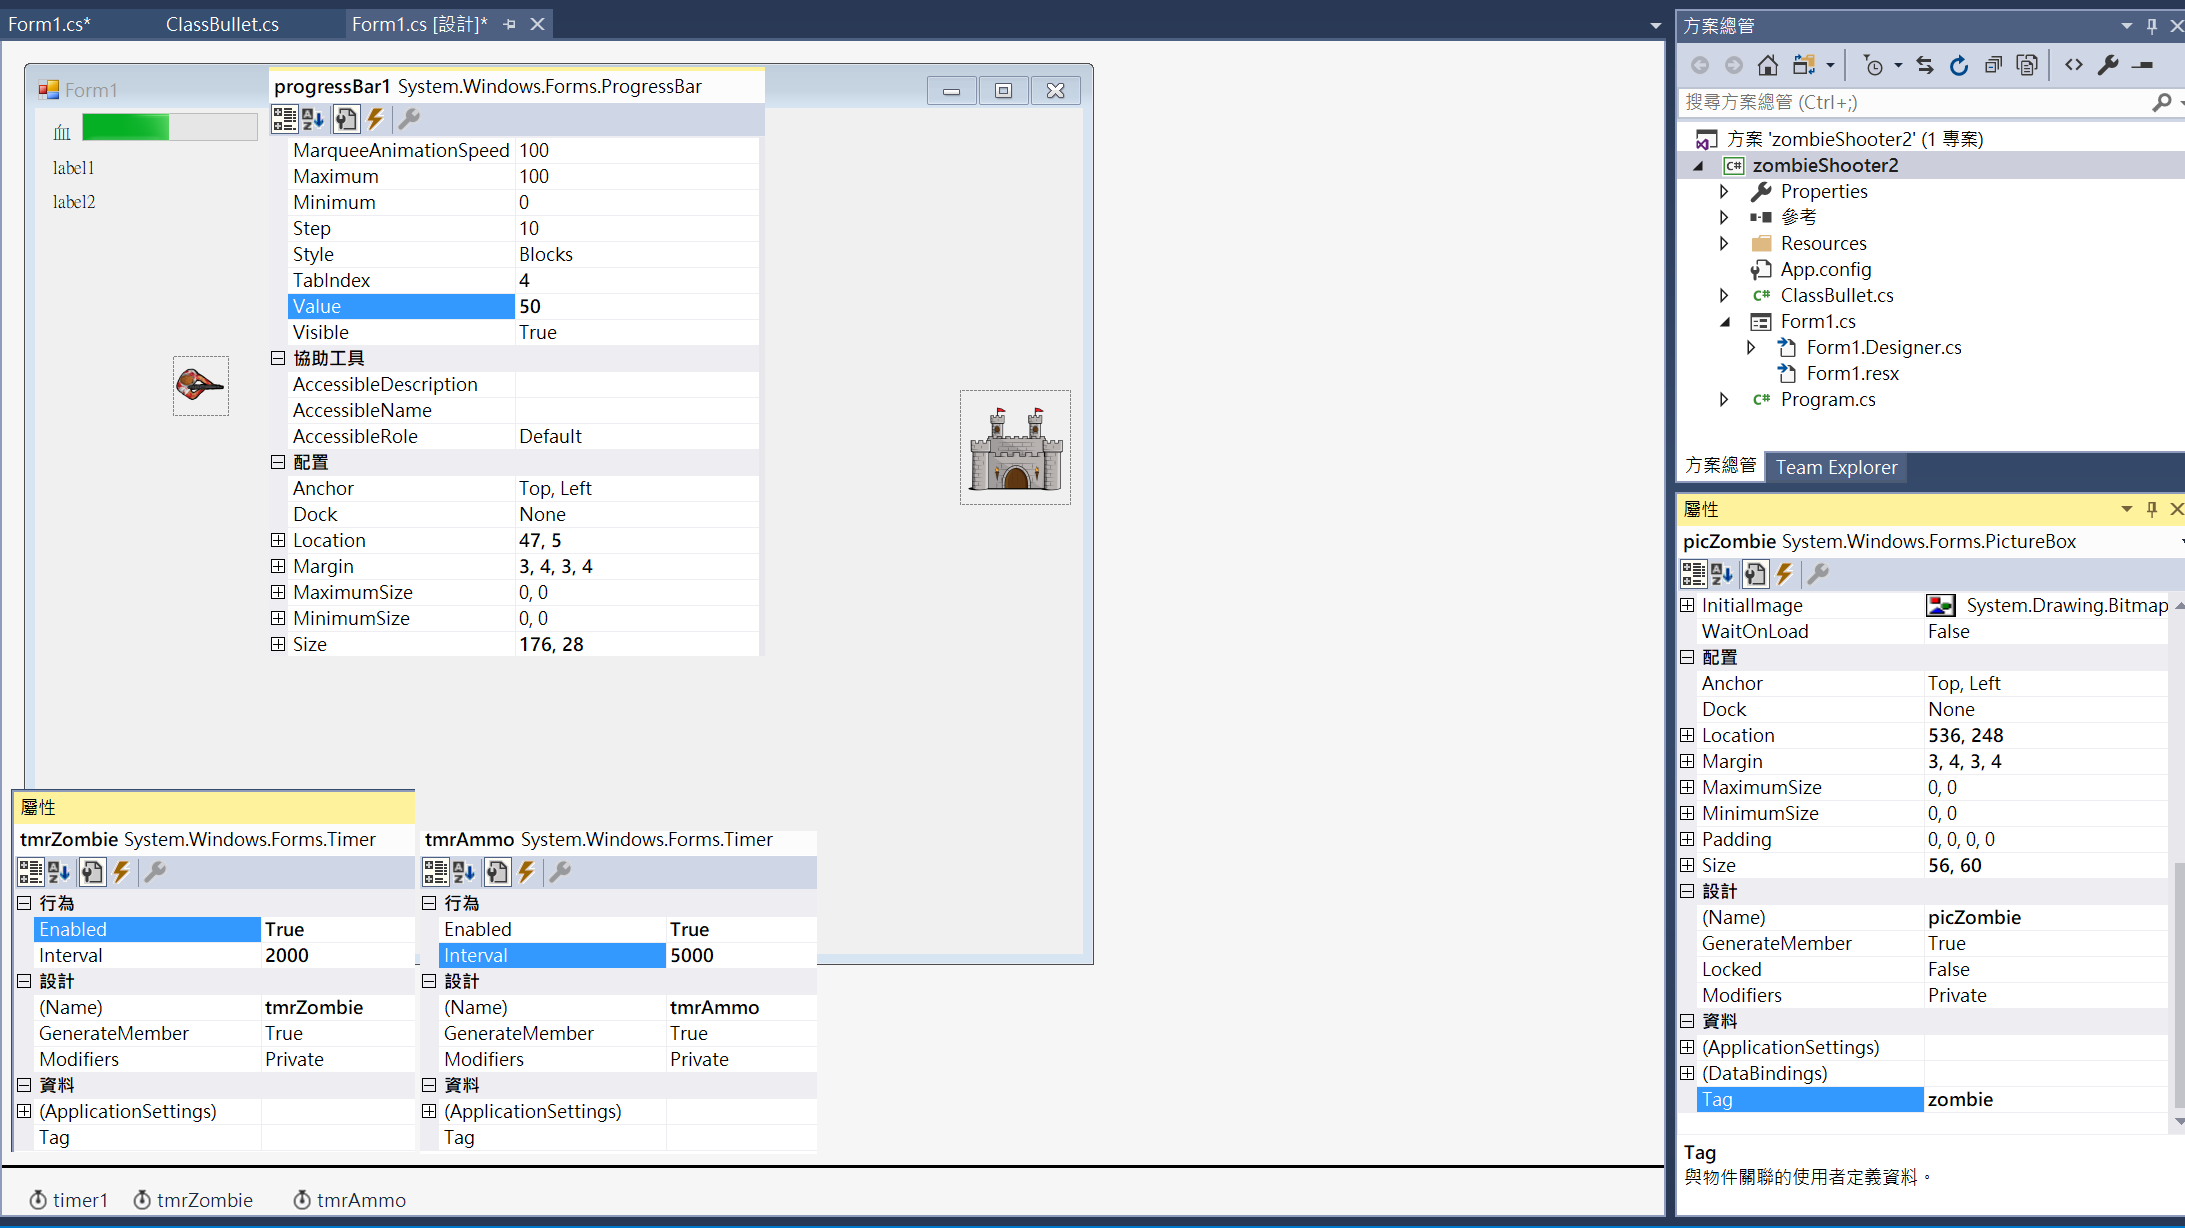 Form1.cs*
ClassBullet.cs
Form1.cs [設計]*
Form1
血
label1
label2
progressBar1 System.Windows.Forms.ProgressBar
MarqueeAnimationSpeed 100
Maximum 100
Minimum 0
Step 10
Style Blocks
TabIndex 4
Value 50
Visible True
協助工具
AccessibleDescription
AccessibleName
AccessibleRole Default
配置
Anchor Top, Left
Dock None
Location 47, 5
Margin 3, 4, 3, 4
MaximumSize 0, 0
MinimumSize 0, 0
Size 176, 28
屬性
tmrZombie System.Windows.Forms.Timer
行為
Enabled True
Interval 2000
設計
(Name) tmrZombie
GenerateMember True
Modifiers Private
資料
(ApplicationSettings)
Tag
tmrAmmo System.Windows.Forms.Timer
行為
Enabled True
Interval 5000
設計
(Name) tmrAmmo
GenerateMember True
Modifiers Private
資料
(ApplicationSettings)
Tag
timer1
tmrZombie
tmrAmmo
方案總管
搜尋方案總管 (Ctrl+;)
方案 'zombieShooter2' (1 專案)
zombieShooter2
Properties
參考
Resources
App.config
ClassBullet.cs
Form1.cs
Form1.Designer.cs
Form1.resx
Program.cs
方案總管
Team Explorer
屬性
picZombie System.Windows.Forms.PictureBox
InitialImage System.Drawing.Bitmap
WaitOnLoad False
配置
Anchor Top, Left
Dock None
Location 536, 248
Margin 3, 4, 3, 4
MaximumSize 0, 0
MinimumSize 0, 0
Padding 0, 0, 0, 0
Size 56, 60
設計
(Name) picZombie
GenerateMember True
Locked False
Modifiers Private
資料
(ApplicationSettings)
(DataBindings)
Tag zombie
Tag
與物件關聯的使用者定義資料。